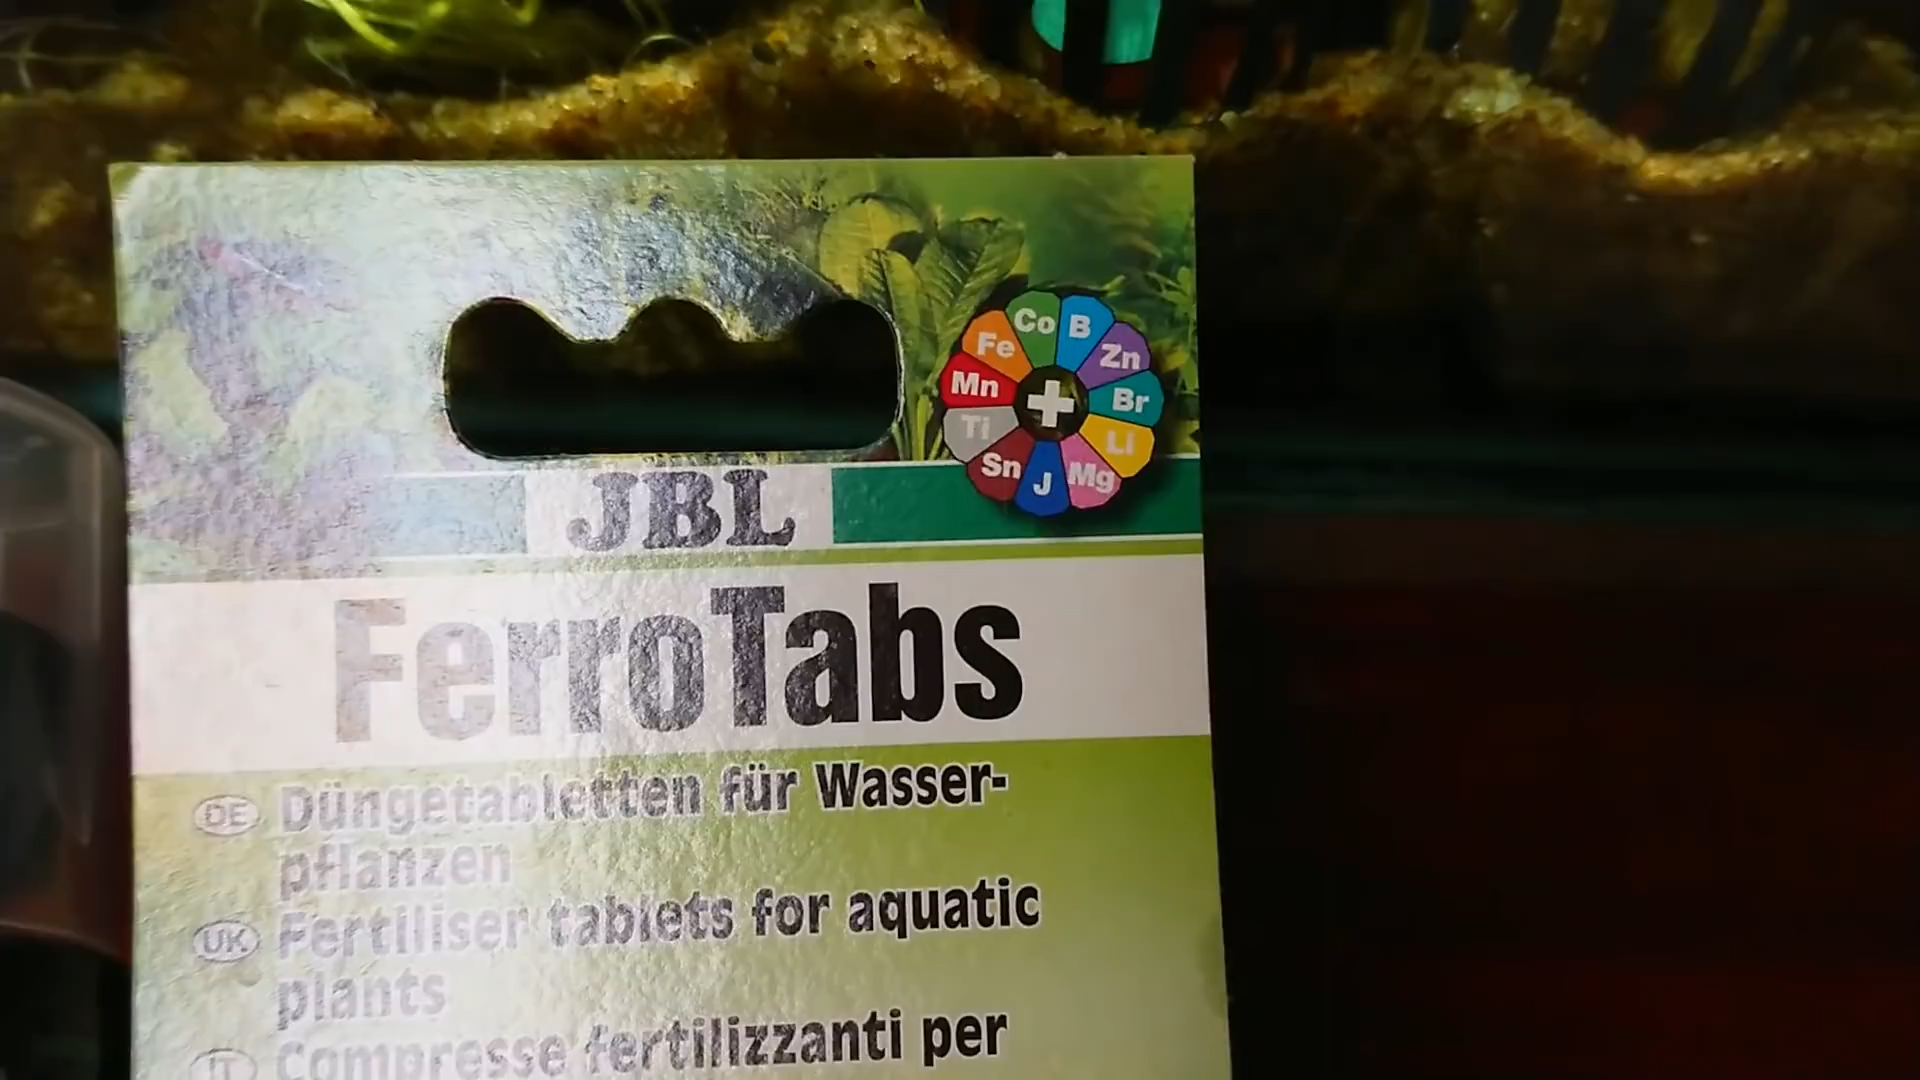 Co B
Fe Zn
Mn Br
Ti Li
Sn J Mg
JBL
FerroTabs
DE Düngetabletten für Wasser-
pflanzen
UK Fertiliser tablets for aquatic
plants
IT Compresse fertilizzanti per